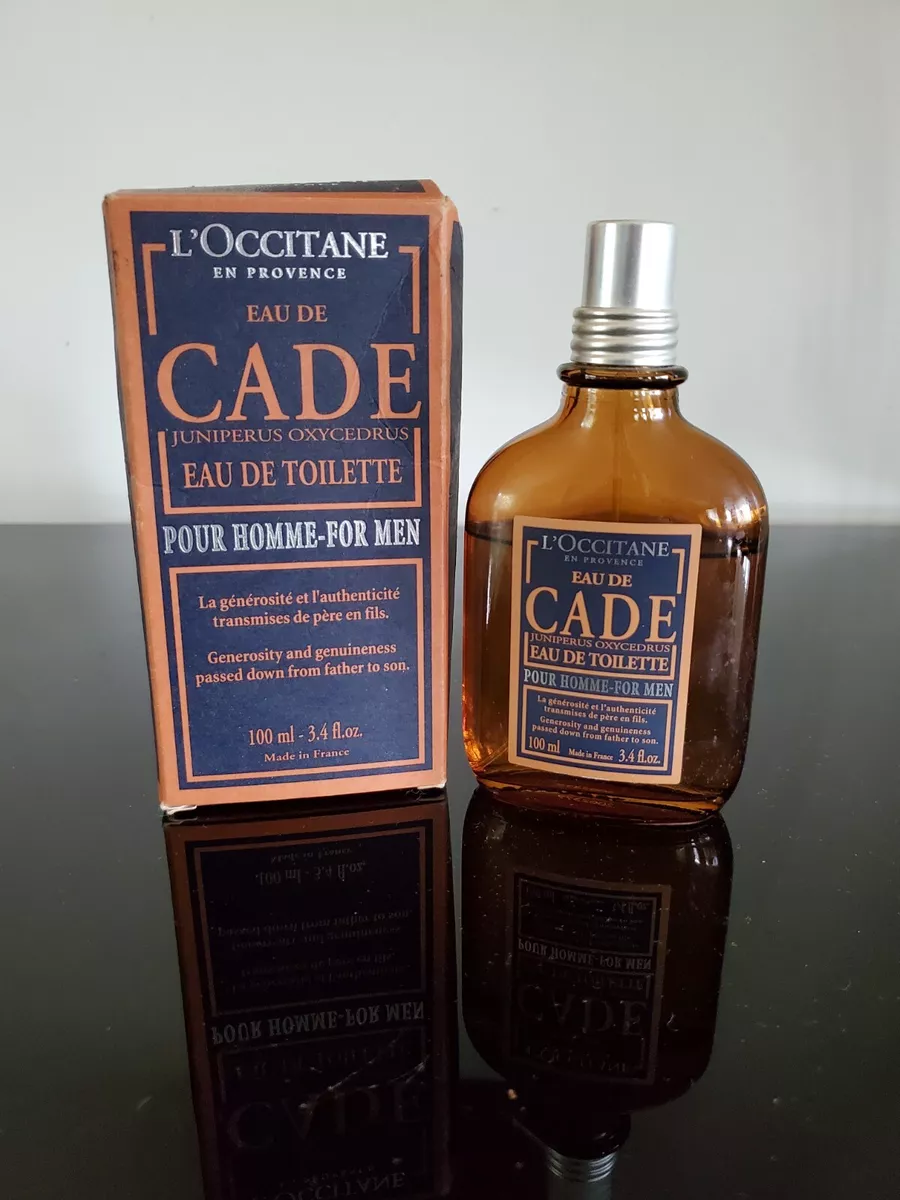 L'OCCITANE
EN PROVENCE
EAU DE
CADE
JUNIPERUS OXYCEDRUS
EAU DE TOILETTE
POUR HOMME-FOR MEN
La générosité et l'authenticité
transmises de père en fils.
Generosity and genuineness
passed down from father to son.
100 ml - 3.4 fl.oz.
Made in France
L'OCCITANE
EN PROVENCE
EAU DE
CADE
JUNIPERUS OXYCEDRUS
EAU DE TOILETTE
POUR HOMME-FOR MEN
La générosité et l'authenticité
transmises de père en fils.
Generosity and genuineness
passed down from father to son.
100 ml Made in France 3.4 fl.oz.